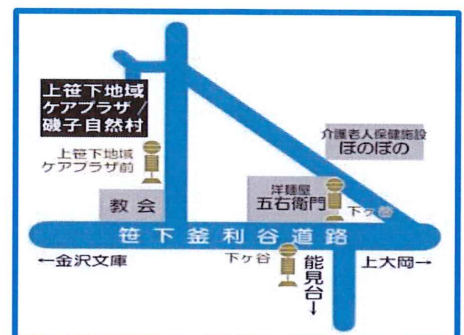 上笹下地域
ケアプラザ/
磯子自然村
上笹下地域
ケアプラザ前
介護老人保健施設
ほのぼの
教会
洋麺屋
五右衛門
下ケ谷
笹下釜利谷道路
←金沢文庫
下ケ谷
能見台→
上大岡→